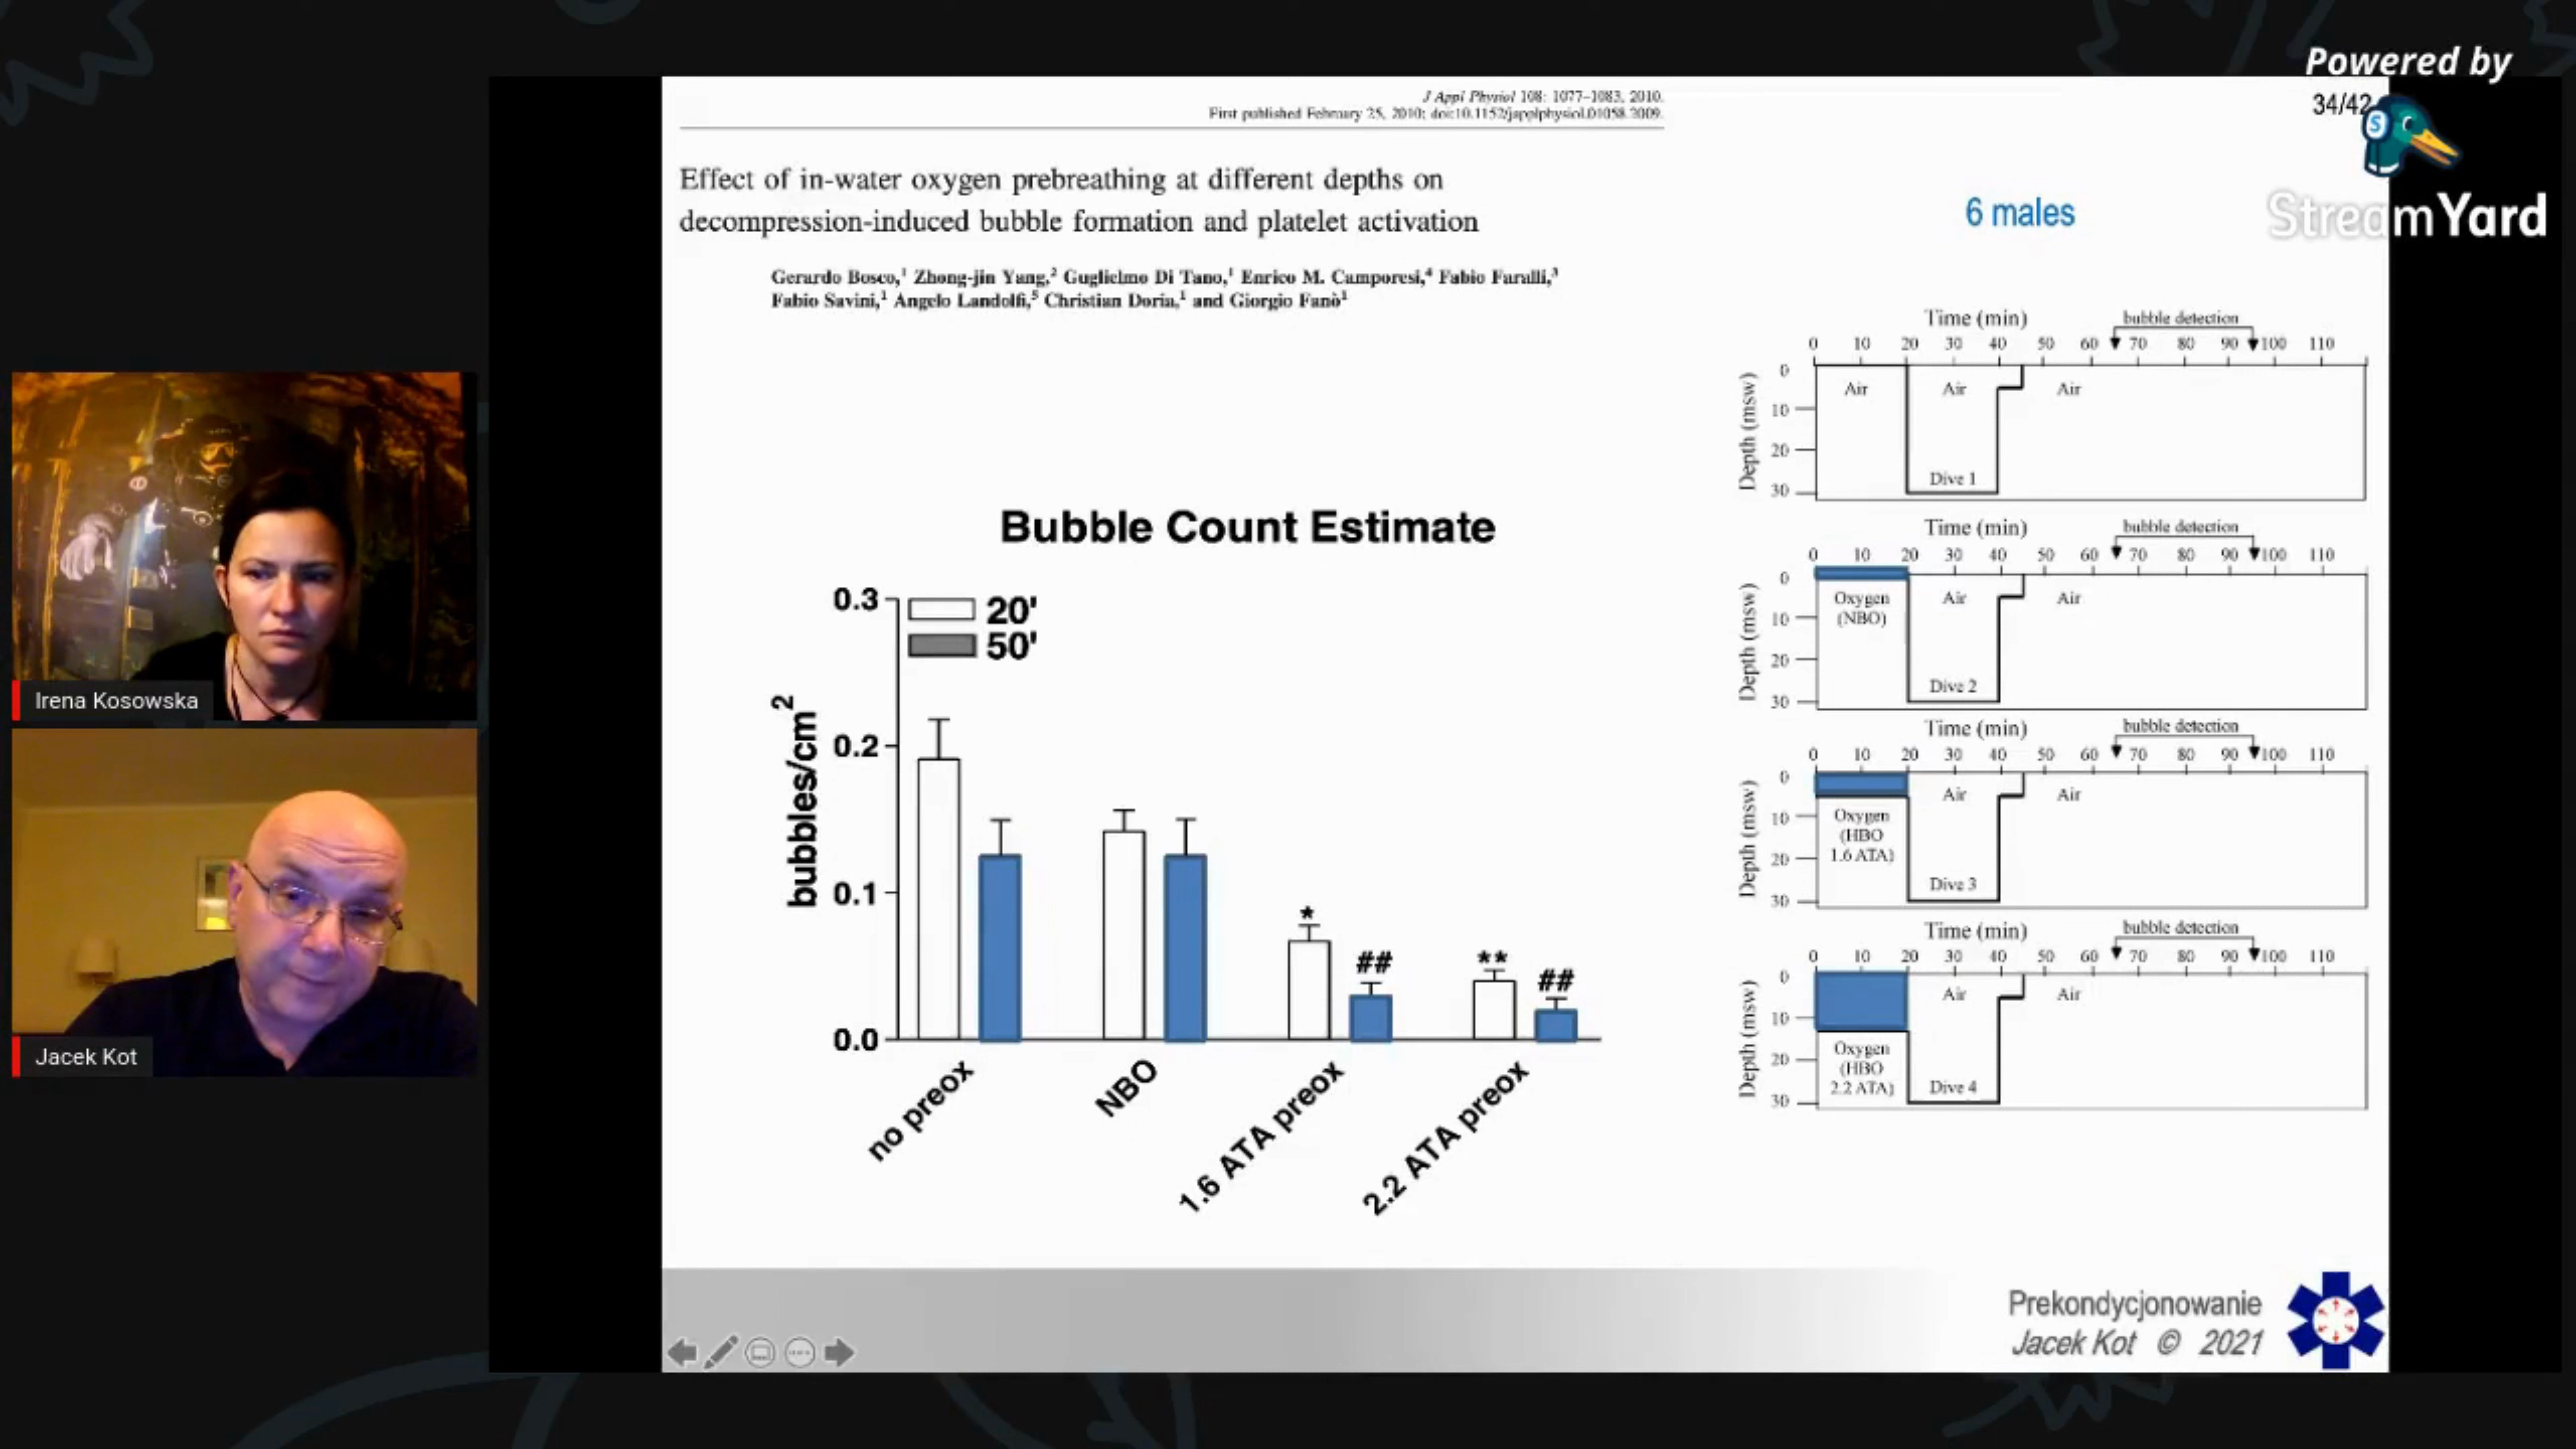 Powered by
34/42
StreamYard
J Appl Physiol 108: 1077–1083, 2010.
First published February 25, 2010; doi:10.1152/japplphysiol.01058.2009.
Effect of in-water oxygen prebreathing at different depths on
decompression-induced bubble formation and platelet activation
Gerardo Bosco,1 Zhong-jin Yang,2 Guglielmo Di Tano,1 Enrico M. Camporesi,4 Fabio Faralli,3
Fabio Savini,1 Angelo Landolfi,5 Christian Doria,1 and Giorgio Fanò1
6 males
Irena Kosowska
Jacek Kot
Bubble Count Estimate
0.3
20'
50'
0.2
0.1
0.0
bubbles/cm2
*
##
**
##
no preox
NBO
1.6 ATA preox
2.2 ATA preox
Time (min)
bubble detection
0 10 20 30 40 50 60 70 80 90 100 110
Depth (msw)
0
10
20
30
Air
Air
Air
Dive 1
Time (min)
bubble detection
0 10 20 30 40 50 60 70 80 90 100 110
Depth (msw)
0
10
20
30
Oxygen
(NBO)
Air
Air
Dive 2
Time (min)
bubble detection
0 10 20 30 40 50 60 70 80 90 100 110
Depth (msw)
0
10
20
30
Oxygen
(HBO
1.6 ATA)
Air
Air
Dive 3
Time (min)
bubble detection
0 10 20 30 40 50 60 70 80 90 100 110
Depth (msw)
0
10
20
30
Oxygen
(HBO
2.2 ATA)
Air
Air
Dive 4
Prekondycjonowanie
Jacek Kot © 2021